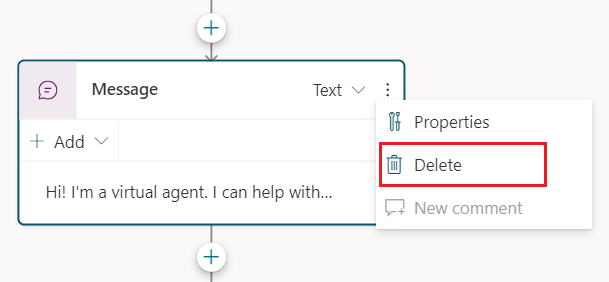 Message
Text
Properties
Add
Delete
Hi! I'm a virtual agent. I can help with...
New comment